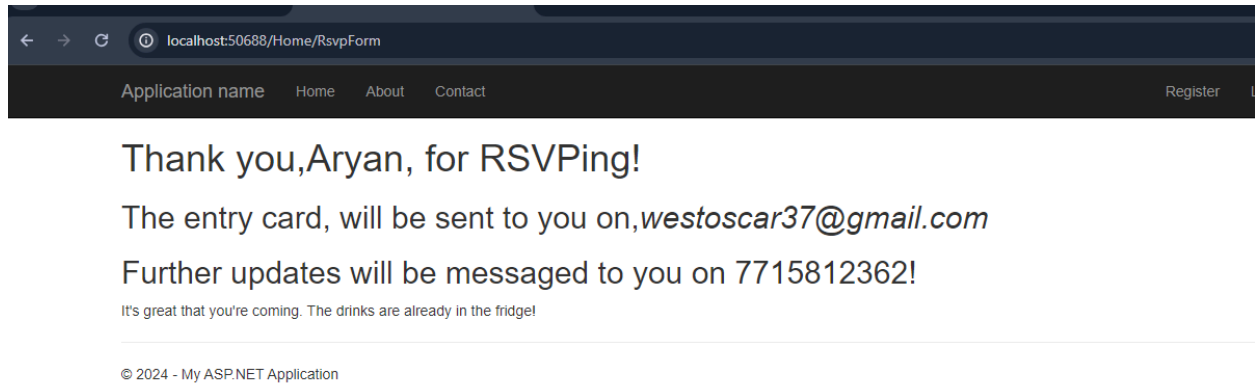 localhost:50688/Home/RsvpForm
Application name Home About Contact Register
Thank you,Aryan, for RSVPing!
The entry card, will be sent to you on,westoscar37@gmail.com
Further updates will be messaged to you on 7715812362!
It's great that you're coming. The drinks are already in the fridge!
© 2024 - My ASP.NET Application